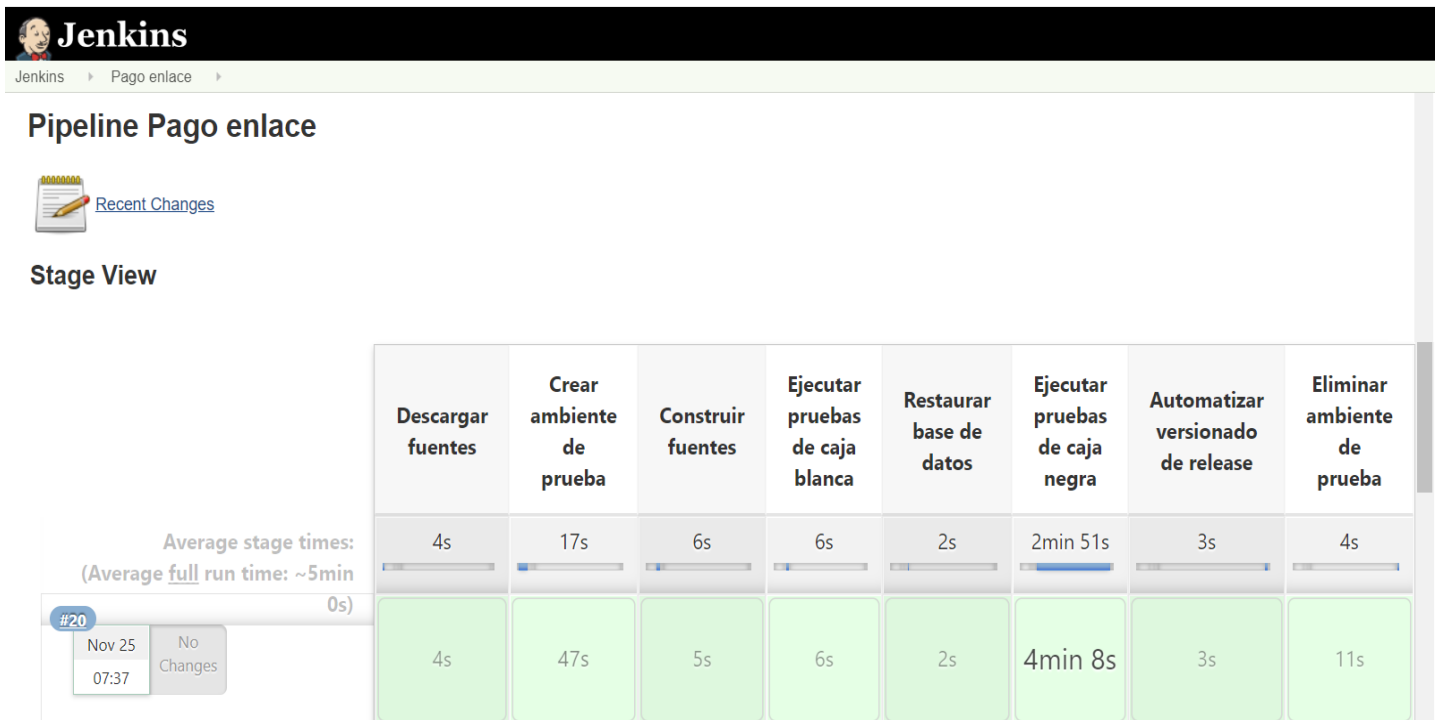 Jenkins
Jenkins Pago enlace
Pipeline Pago enlace
Recent Changes
Stage View
Descargar
fuentes
Crear
ambiente
de
prueba
Construir
fuentes
Ejecutar
pruebas
de caja
blanca
Restaurar
base de
datos
Ejecutar
pruebas
de caja
negra
Automatizar
versionado
de release
Eliminar
ambiente
de
prueba
Average stage times:
(Average full run time: ~5min
0s)
4s 17s 6s 6s 2s 2min 51s 3s 4s
#20
Nov 25
07:37
No
Changes
4s 47s 5s 6s 2s 4min 8s 3s 11s